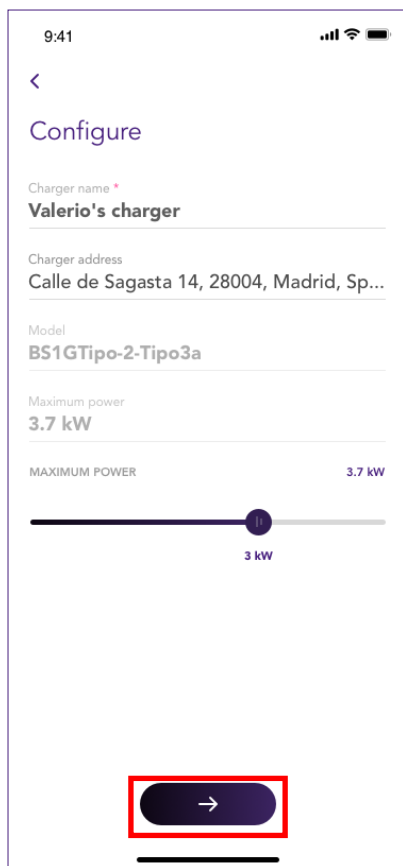 9:41
Configure
Charger name *
Valerio's charger
Charger address
Calle de Sagasta 14, 28004, Madrid, Sp...
Model
BS1GTipo-2-Tipo3a
Maximum power
3.7 kW
MAXIMUM POWER 3.7 kW
3 kW